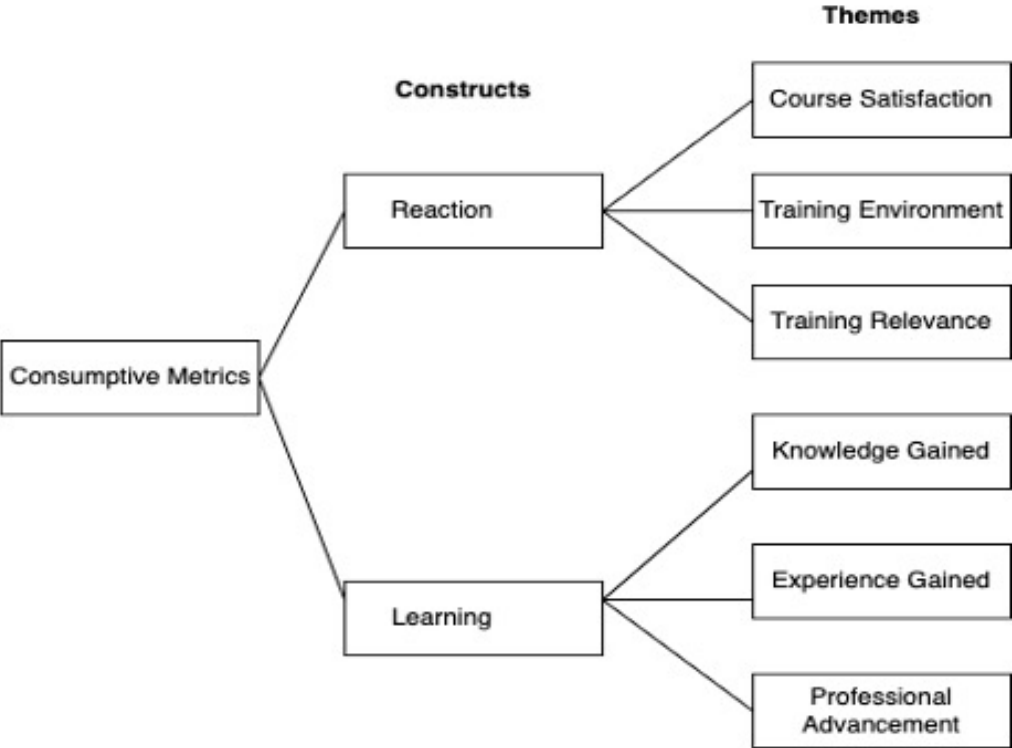 Themes
Constructs
Course Satisfaction
Reaction
Training Environment
Training Relevance
Consumptive Metrics
Knowledge Gained
Experience Gained
Learning
Professional
Advancement